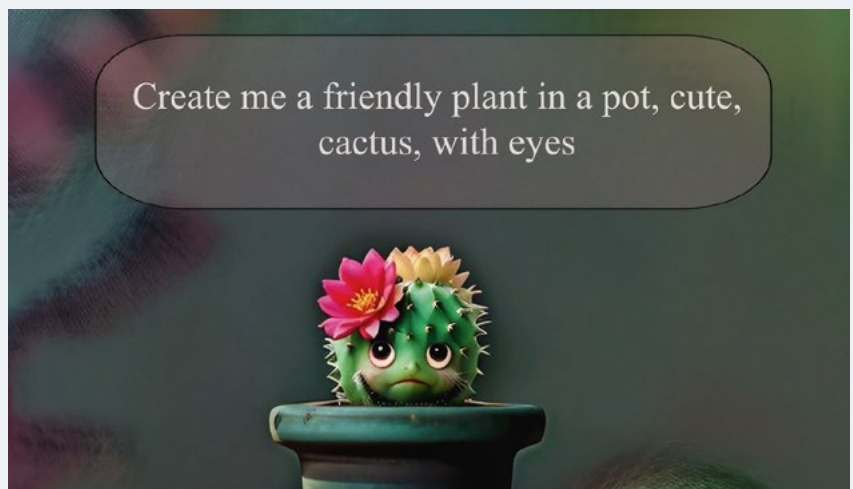 Create me a friendly plant in a pot, cute,
cactus, with eyes